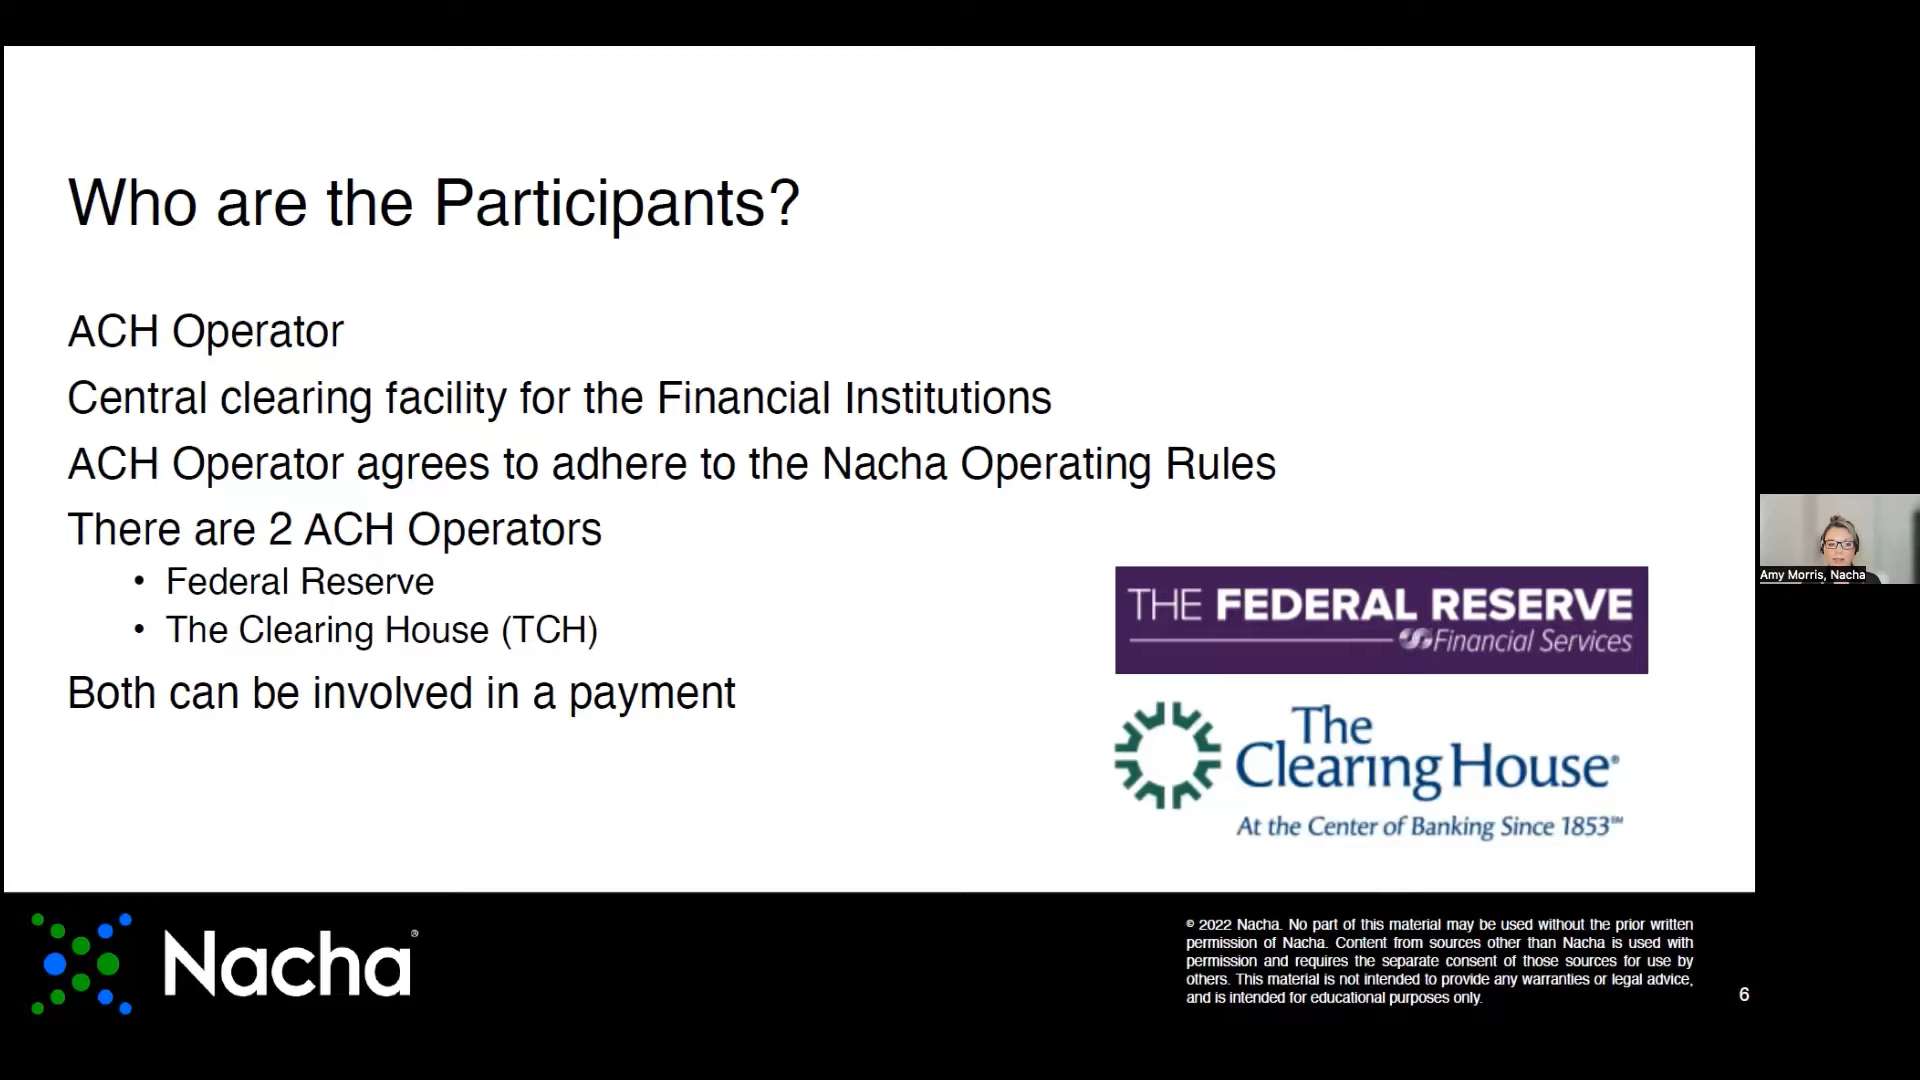 Who are the Participants?
ACH Operator
Central clearing facility for the Financial Institutions
ACH Operator agrees to adhere to the Nacha Operating Rules
There are 2 ACH Operators
• Federal Reserve
• The Clearing House (TCH)
Both can be involved in a payment
THE FEDERAL RESERVE
Financial Services
The
Clearing House®
At the Center of Banking Since 1853℠
Amy Morris, Nacha
Nacha®
© 2022 Nacha. No part of this material may be used without the prior written
permission of Nacha. Content from sources other than Nacha is used with
permission and requires the separate consent of those sources for use by
others. This material is not intended to provide any warranties or legal advice,
and is intended for educational purposes only.
6